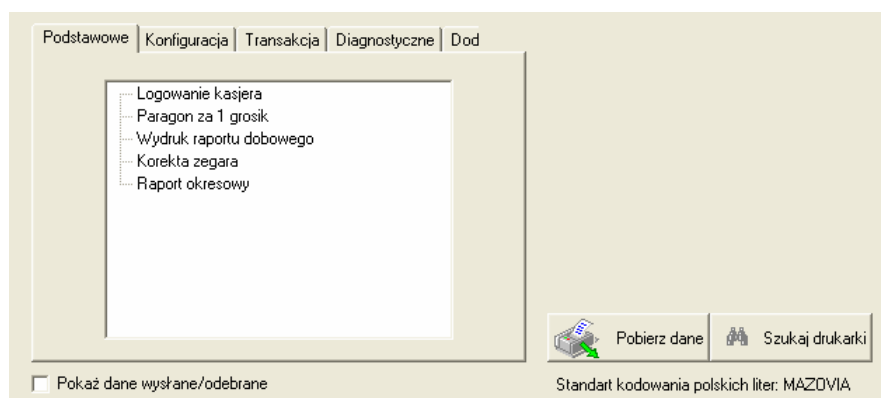 Podstawowe Konfiguracja Transakcja Diagnostyczne Dod
Logowanie kasjera
Paragon za 1 grosik
Wydruk raportu dobowego
Korekta zegara
Raport okresowy
Pobierz dane Szukaj drukarki
Pokaż dane wysłane/odebrane Standart kodowania polskich liter: MAZOVIA